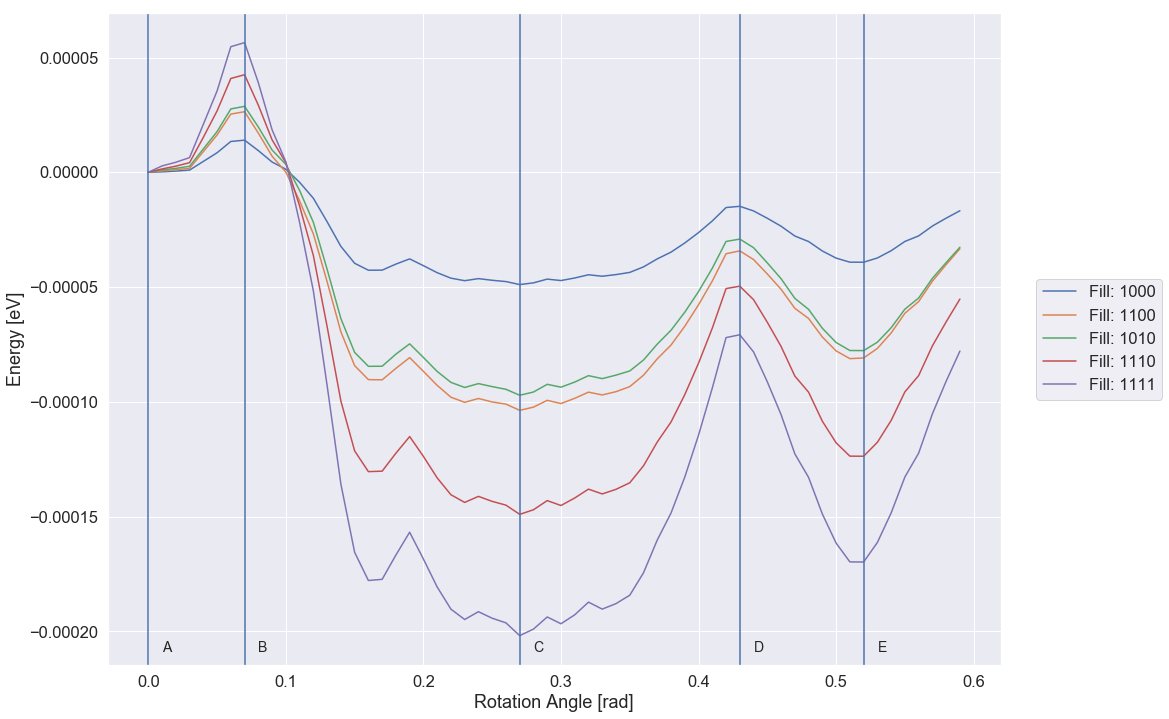 0.00005
0.00000
−0.00005
−0.00010
−0.00015
−0.00020
Energy [eV]
A
B
C
D
E
0.0
0.1
0.2
0.3
0.4
0.5
0.6
Rotation Angle [rad]
Fill: 1000
Fill: 1100
Fill: 1010
Fill: 1110
Fill: 1111